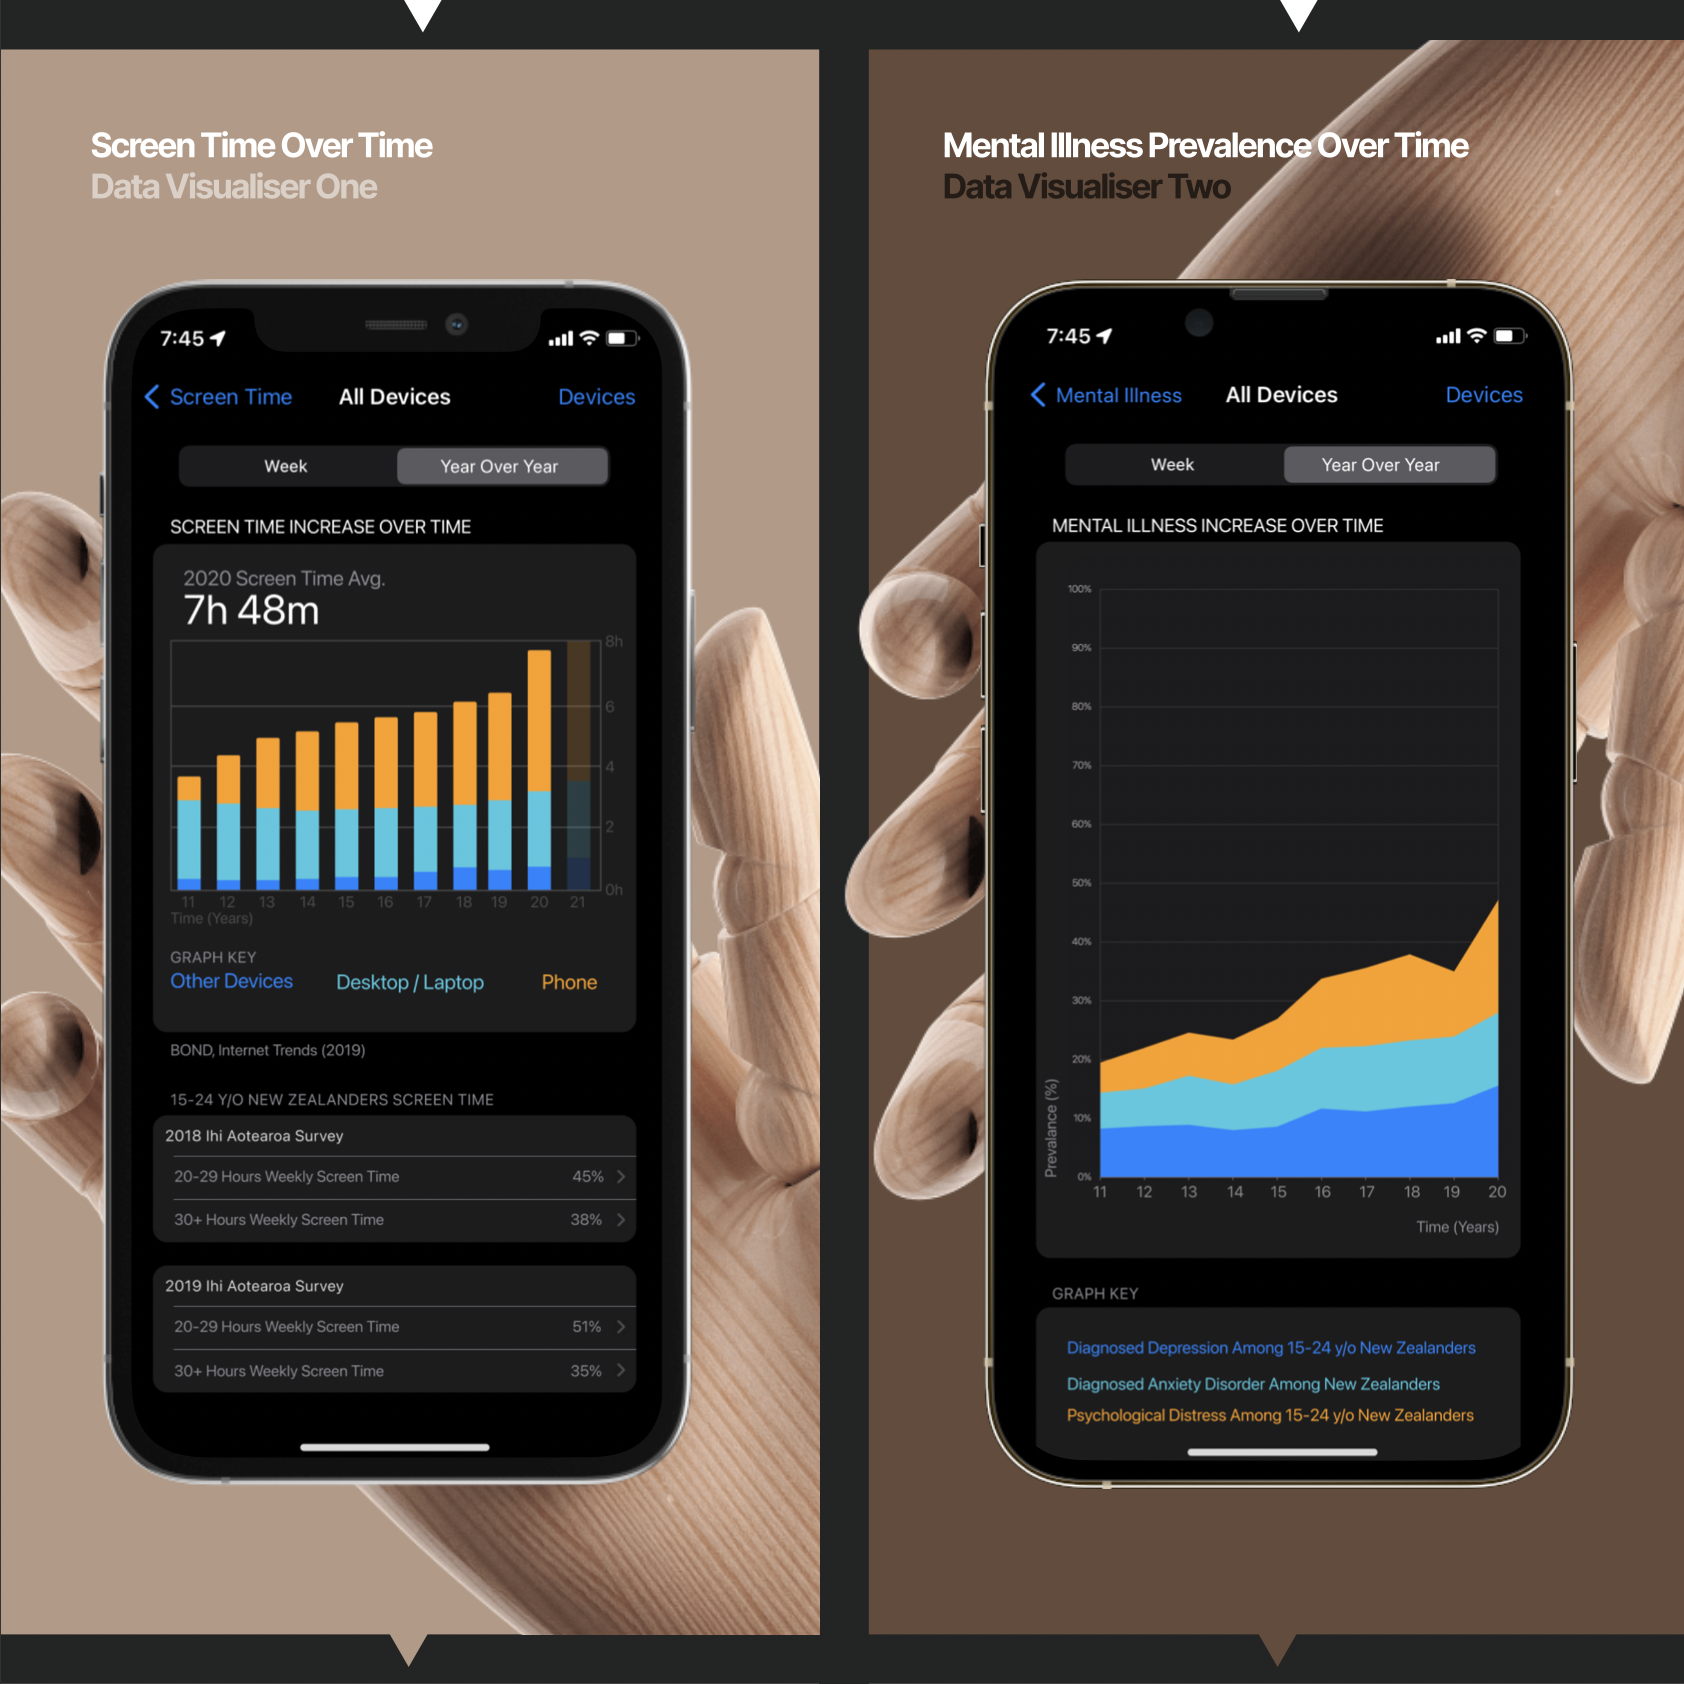 Screen Time Over Time
Data Visualiser One
7:45
Screen Time
All Devices
Devices
Week
Year Over Year
SCREEN TIME INCREASE OVER TIME
2020 Screen Time Avg.
7h 48m
8h
6
4
2
0h
11 12 13 14 15 16 17 18 19 20 21
Time (Years)
GRAPH KEY
Other Devices
Desktop / Laptop
Phone
BOND, Internet Trends (2019)
15-24 Y/O NEW ZEALANDERS SCREEN TIME
2018 Ihi Aotearoa Survey
20-29 Hours Weekly Screen Time 45%
30+ Hours Weekly Screen Time 38%
2019 Ihi Aotearoa Survey
20-29 Hours Weekly Screen Time 51%
30+ Hours Weekly Screen Time 35%
Mental Illness Prevalence Over Time
Data Visualiser Two
7:45
Mental Illness
All Devices
Devices
Week
Year Over Year
MENTAL ILLNESS INCREASE OVER TIME
100%
90%
80%
70%
60%
50%
40%
30%
20%
10%
0%
Prevalance (%)
11 12 13 14 15 16 17 18 19 20
Time (Years)
GRAPH KEY
Diagnosed Depression Among 15-24 y/o New Zealanders
Diagnosed Anxiety Disorder Among New Zealanders
Psychological Distress Among 15-24 y/o New Zealanders